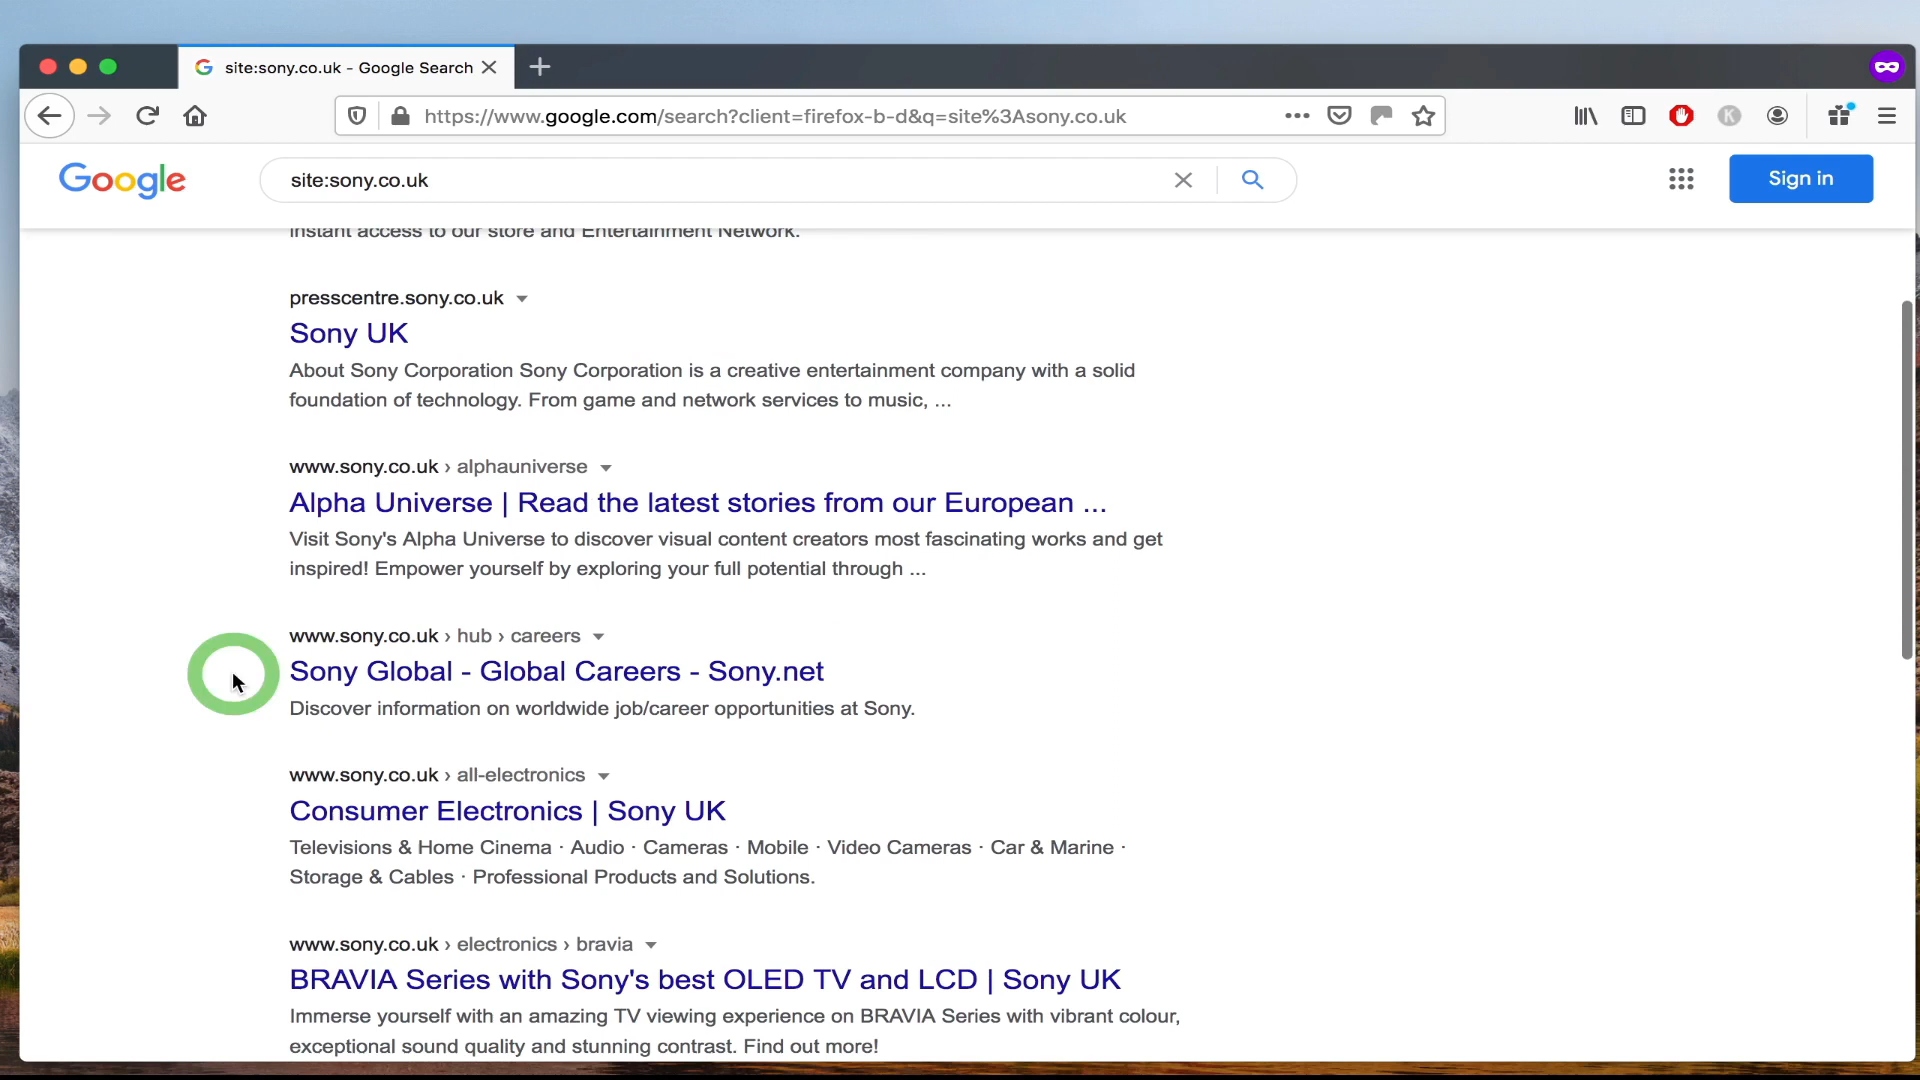 site:sony.co.uk - Google Search
https://www.google.com/search?client=firefox-b-d&q=site%3Asony.co.uk
K
Google
site:sony.co.uk
Sign in
instant access to our store and Entertainment Network.
presscentre.sony.co.uk
Sony UK
About Sony Corporation Sony Corporation is a creative entertainment company with a solid
foundation of technology. From game and network services to music, ...
www.sony.co.uk › alphauniverse
Alpha Universe | Read the latest stories from our European ...
Visit Sony's Alpha Universe to discover visual content creators most fascinating works and get
inspired! Empower yourself by exploring your full potential through ...
www.sony.co.uk › hub › careers
Sony Global - Global Careers - Sony.net
Discover information on worldwide job/career opportunities at Sony.
www.sony.co.uk › all-electronics
Consumer Electronics | Sony UK
Televisions & Home Cinema · Audio · Cameras · Mobile · Video Cameras · Car & Marine ·
Storage & Cables · Professional Products and Solutions.
www.sony.co.uk › electronics › bravia
BRAVIA Series with Sony's best OLED TV and LCD | Sony UK
Immerse yourself with an amazing TV viewing experience on BRAVIA Series with vibrant colour,
exceptional sound quality and stunning contrast. Find out more!